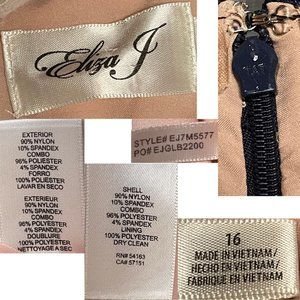 Eliza J
EXTERIOR
90% NYLON
10% SPANDEX
COMBO
96% POLIÉSTER
4% SPANDEX
FORRO
100% POLIÉSTER
LAVAR EN SECO
EXTÉRIEUR
90% NYLON
10% SPANDEX
COMBO
96% POLYESTER
4% SPANDEX
DOUBLURE
100% POLYESTER
NETTOYAGE A SEC
STYLE# EJ7M5577
PO# EJGLB2200
SHELL
90% NYLON
10% SPANDEX
COMBO
96% POLYESTER
4% SPANDEX
LINING
100% POLYESTER
DRY CLEAN
RN# 54163
CA# 57151
16
MADE IN VIETNAM/
HECHO EN VIETNAM/
FABRIQUE EN VIETNAM